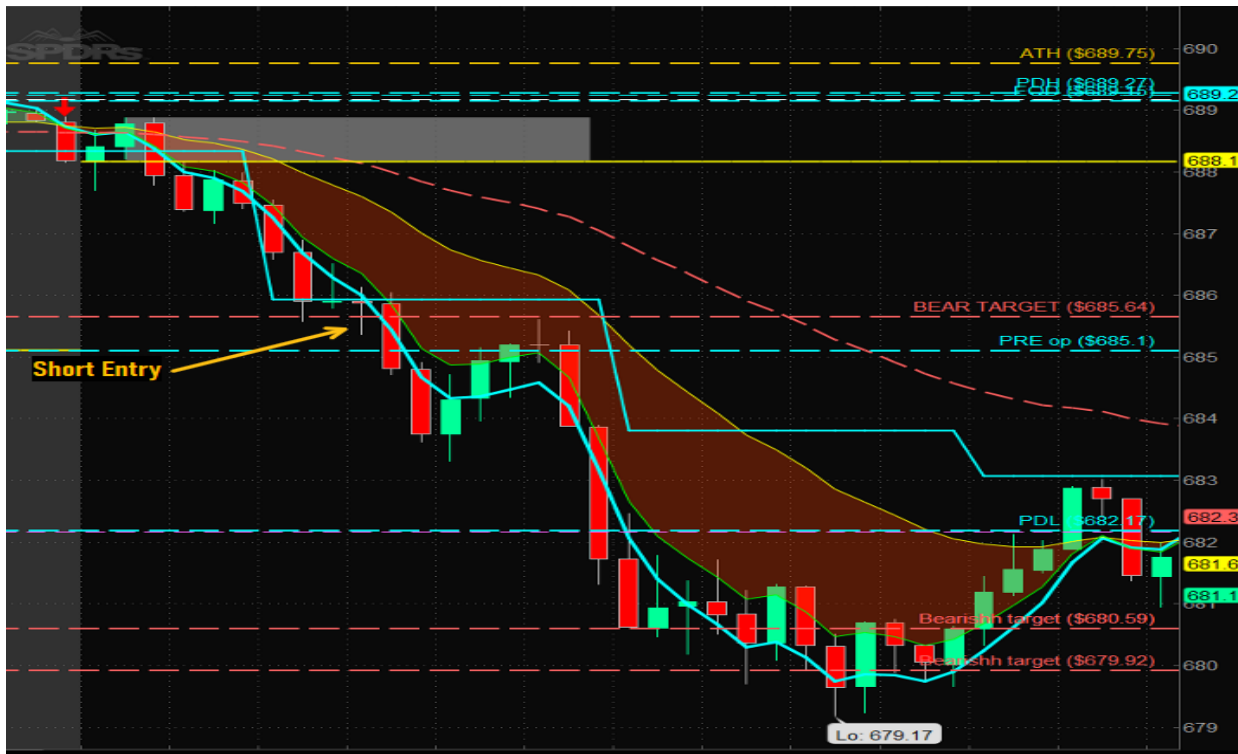 SPDRs
690
ATH ($689.75)
PDH ($689.27)
689.2
689
688.1
688
687
686
BEAR TARGET ($685.64)
PRE op ($685.1)
685
Short Entry
684
683
682.3
PDL ($682.17)
682
681.6
681.1
681
Bearishh target ($680.59)
680
Bearishh target ($679.92)
Lo: 679.17
679